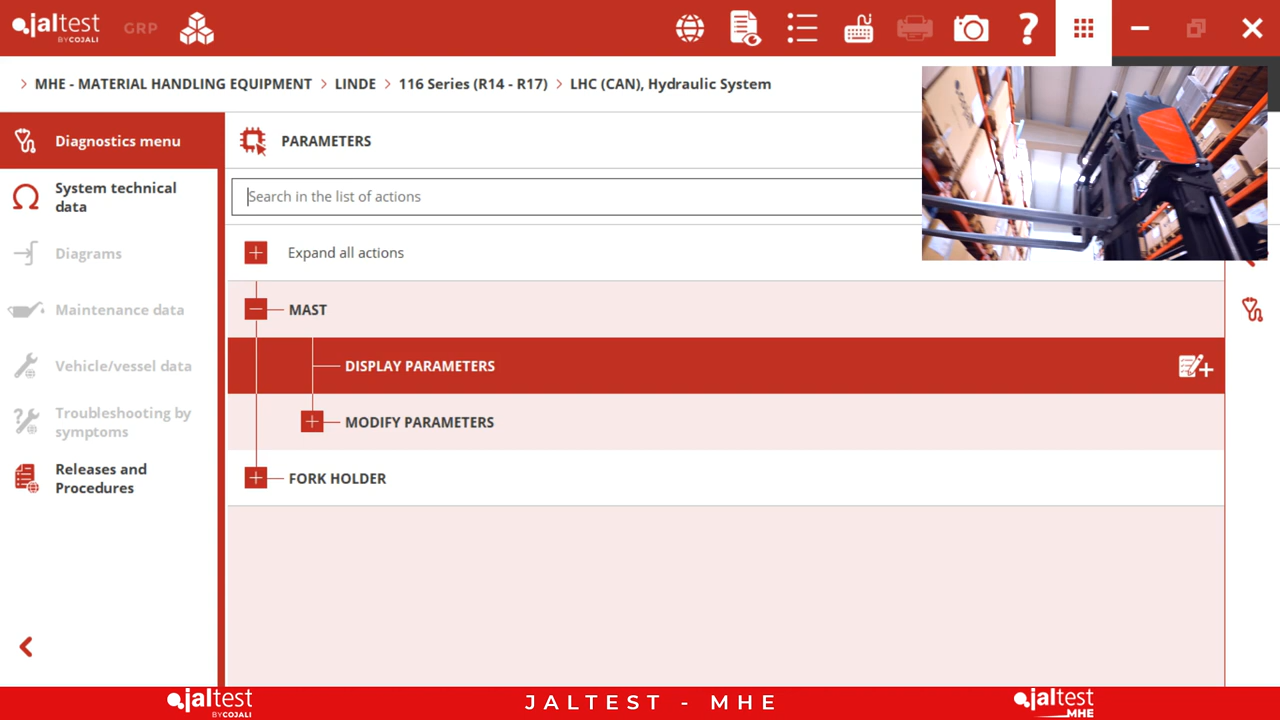 jaltest
BY COJALI
GRP
MHE - MATERIAL HANDLING EQUIPMENT
LINDE
116 Series (R14 - R17)
LHC (CAN), Hydraulic System
Diagnostics menu
System technical
data
Diagrams
Maintenance data
Vehicle/vessel data
Troubleshooting by
symptoms
Releases and
Procedures
PARAMETERS
Search in the list of actions
Expand all actions
MAST
DISPLAY PARAMETERS
MODIFY PARAMETERS
FORK HOLDER
jaltest
BY COJALI
JALTEST - MHE
jaltest
MHE